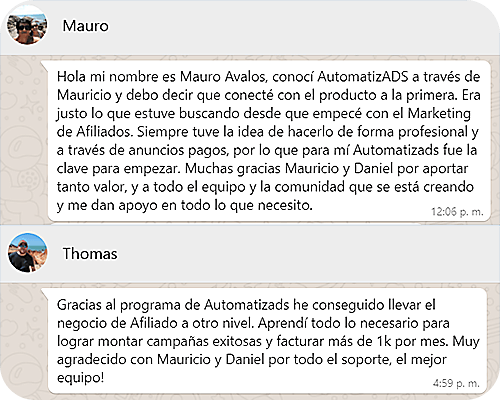 Mauro
Hola mi nombre es Mauro Avalos, conocí AutomatizADS a través de
Mauricio y debo decir que conecté con el producto a la primera. Era
justo lo que estuve buscando desde que empecé con el Marketing
de Afiliados. Siempre tuve la idea de hacerlo de forma profesional y
a través de anuncios pagos, por lo que para mí Automatizads fue la
clave para empezar. Muchas gracias Mauricio y Daniel por aportar
tanto valor, y a todo el equipo y la comunidad que se está creando
y me dan apoyo en todo lo que necesito.
12:06 p. m.
Thomas
Gracias al programa de Automatizads he conseguido llevar el
negocio de Afiliado a otro nivel. Aprendí todo lo necesario para
lograr montar campañas exitosas y facturar más de 1k por mes. Muy
agradecido con Mauricio y Daniel por todo el soporte, el mejor
equipo!
4:59 p. m.